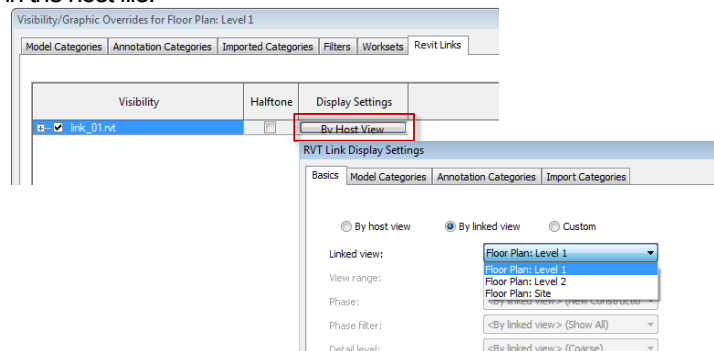 in the host file.
Visibility/Graphic Overrides for Floor Plan: Level 1
Model Categories Annotation Categories Imported Categories Filters Worksets Revit Links
Visibility Halftone Display Settings
link_01.rvt By Host View
RVT Link Display Settings
Basics Model Categories Annotation Categories Import Categories
By host view By linked view Custom
Linked view: Floor Plan: Level 1
Floor Plan: Level 1
View range: Floor Plan: Level 2
Floor Plan: Site
Phase: <By linked view> (New Constructio
Phase filter: <By linked view> (Show All)
Detail level: <By linked view> (Coarse)